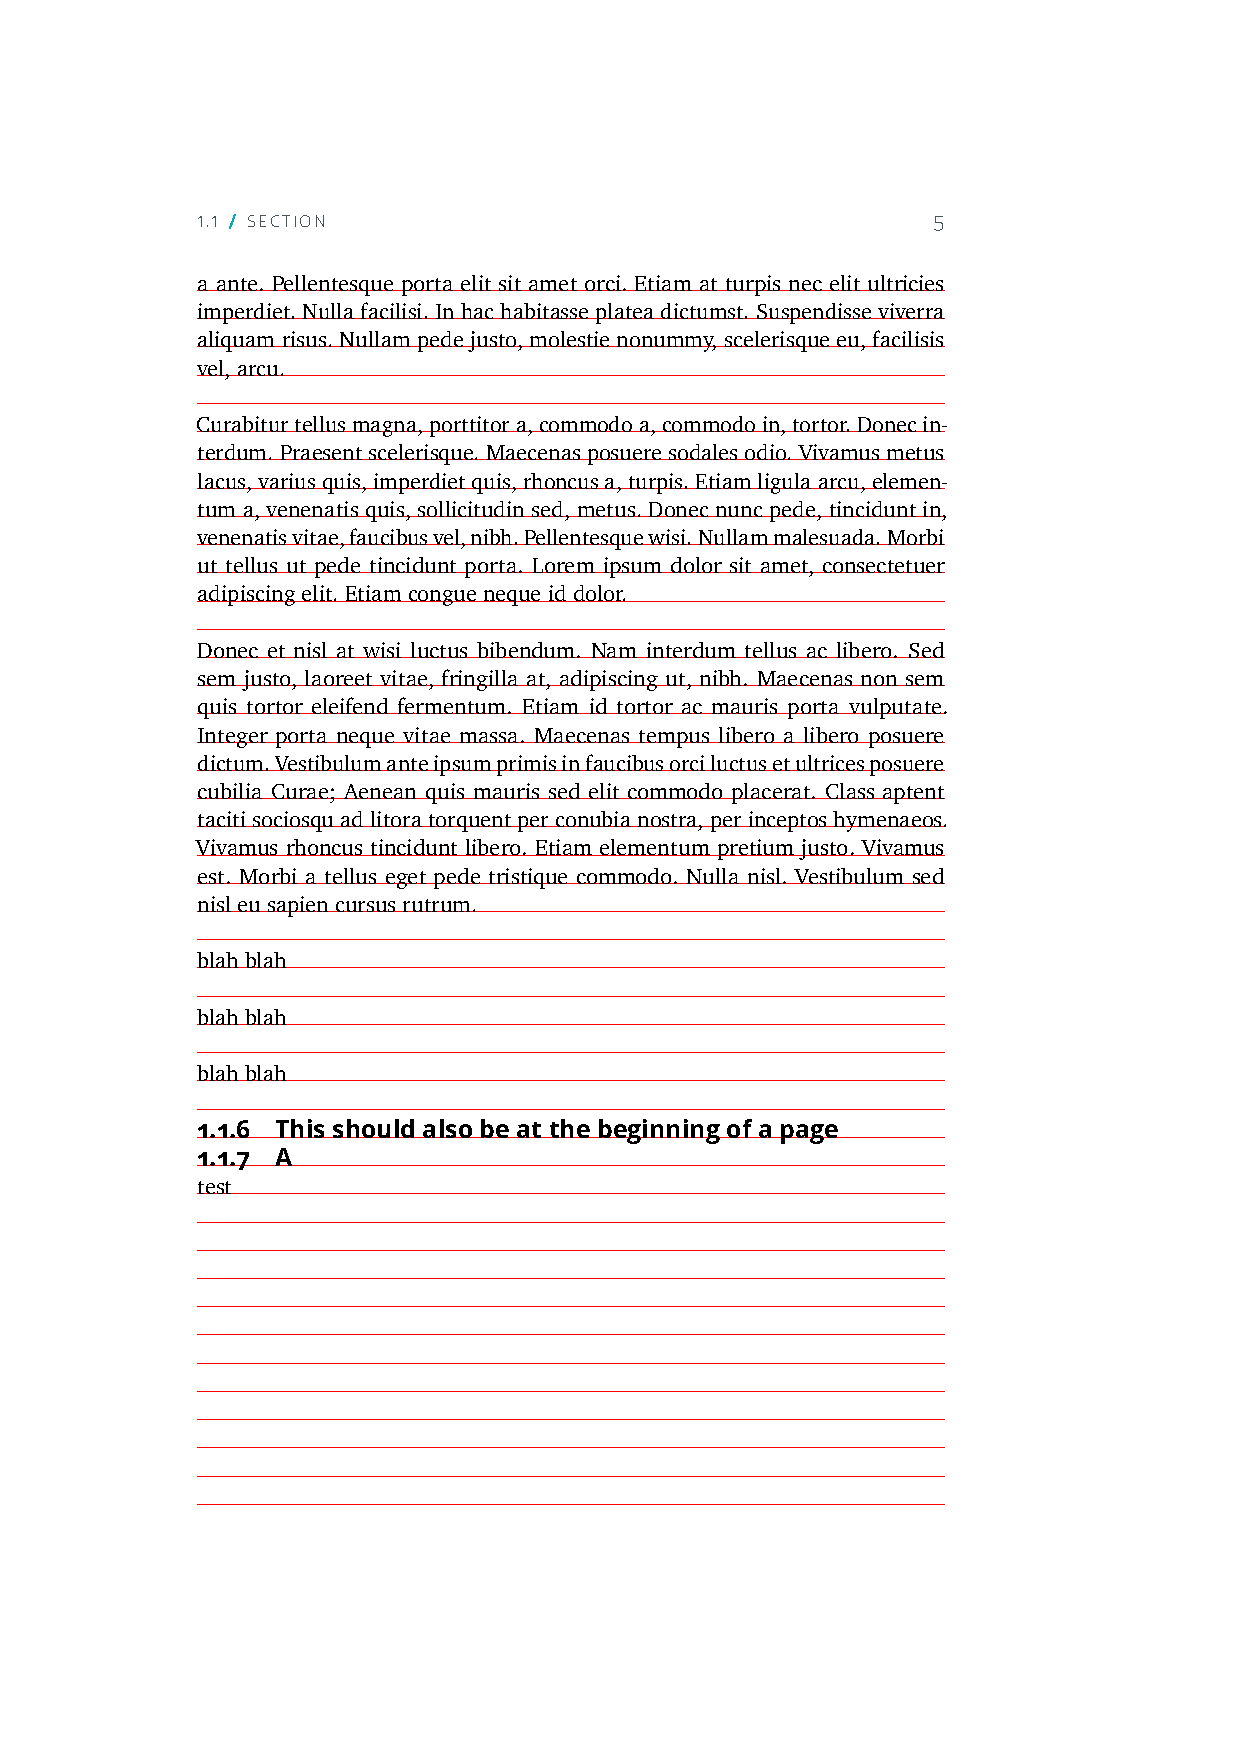 1.1 / SECTION 5
a ante. Pellentesque porta elit sit amet orci. Etiam at turpis nec elit ultricies
imperdiet. Nulla facilisi. In hac habitasse platea dictumst. Suspendisse viverra
aliquam risus. Nullam pede justo, molestie nonummy, scelerisque eu, facilisis
vel, arcu.
Curabitur tellus magna, porttitor a, commodo a, commodo in, tortor. Donec in-
terdum. Praesent scelerisque. Maecenas posuere sodales odio. Vivamus metus
lacus, varius quis, imperdiet quis, rhoncus a, turpis. Etiam ligula arcu, elemen-
tum a, venenatis quis, sollicitudin sed, metus. Donec nunc pede, tincidunt in,
venenatis vitae, faucibus vel, nibh. Pellentesque wisi. Nullam malesuada. Morbi
ut tellus ut pede tincidunt porta. Lorem ipsum dolor sit amet, consectetuer
adipiscing elit. Etiam congue neque id dolor.
Donec et nisl at wisi luctus bibendum. Nam interdum tellus ac libero. Sed
sem justo, laoreet vitae, fringilla at, adipiscing ut, nibh. Maecenas non sem
quis tortor eleifend fermentum. Etiam id tortor ac mauris porta vulputate.
Integer porta neque vitae massa. Maecenas tempus libero a libero posuere
dictum. Vestibulum ante ipsum primis in faucibus orci luctus et ultrices posuere
cubilia Curae; Aenean quis mauris sed elit commodo placerat. Class aptent
taciti sociosqu ad litora torquent per conubia nostra, per inceptos hymenaeos.
Vivamus rhoncus tincidunt libero. Etiam elementum pretium justo. Vivamus
est. Morbi a tellus eget pede tristique commodo. Nulla nisl. Vestibulum sed
nisl eu sapien cursus rutrum.
blah blah
blah blah
blah blah
1.1.6 This should also be at the beginning of a page
1.1.7 A
test